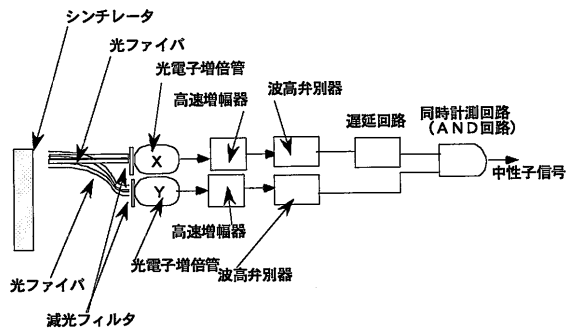 シンチレータ
光ファイバ
光電子増倍管
高速増幅器
波高弁別器
遅延回路
同時計測回路
(AND回路)
X
Y
中性子信号
高速増幅器
光電子増倍管
波高弁別器
光ファイバ
減光フィルタ